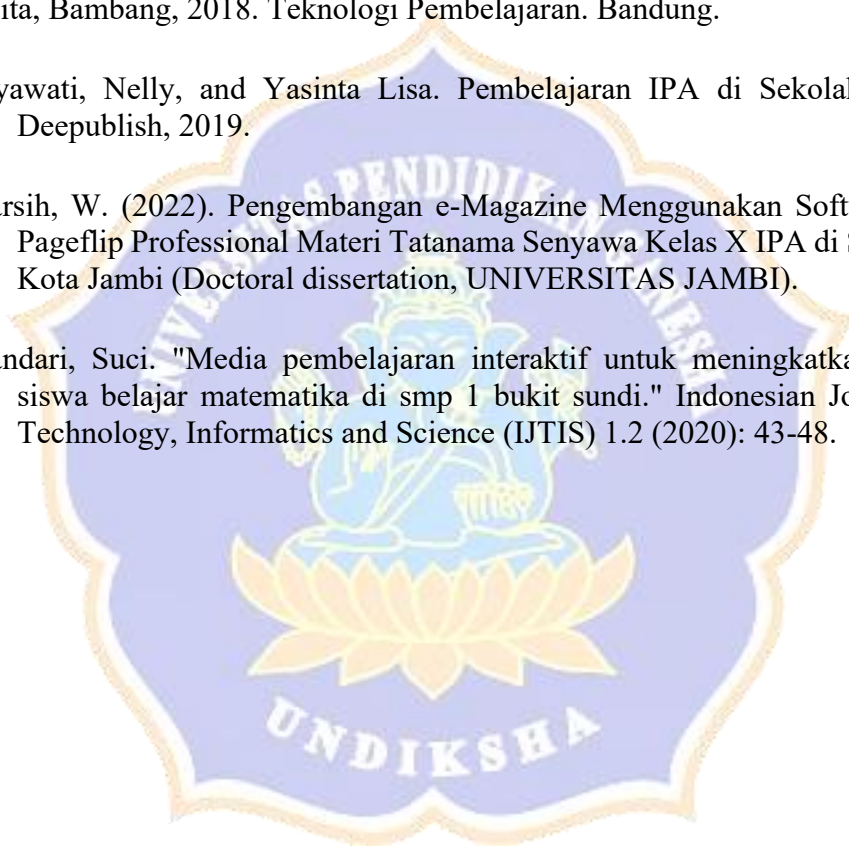 ita, Bambang, 2018. Teknologi Pembelajaran. Bandung.
yawati, Nelly, and Yasinta Lisa. Pembelajaran IPA di Sekolah
Deepublish, 2019.
arsih, W. (2022). Pengembangan e-Magazine Menggunakan Soft
Pageflip Professional Materi Tatanama Senyawa Kelas X IPA di S
Kota Jambi (Doctoral dissertation, UNIVERSITAS JAMBI).
andari, Suci. "Media pembelajaran interaktif untuk meningkatka
siswa belajar matematika di smp 1 bukit sundi." Indonesian Jo
Technology, Informatics and Science (IJTIS) 1.2 (2020): 43-48.
UNIVERSITAS PENDIDIKAN GANESHA
UNDIKSHA